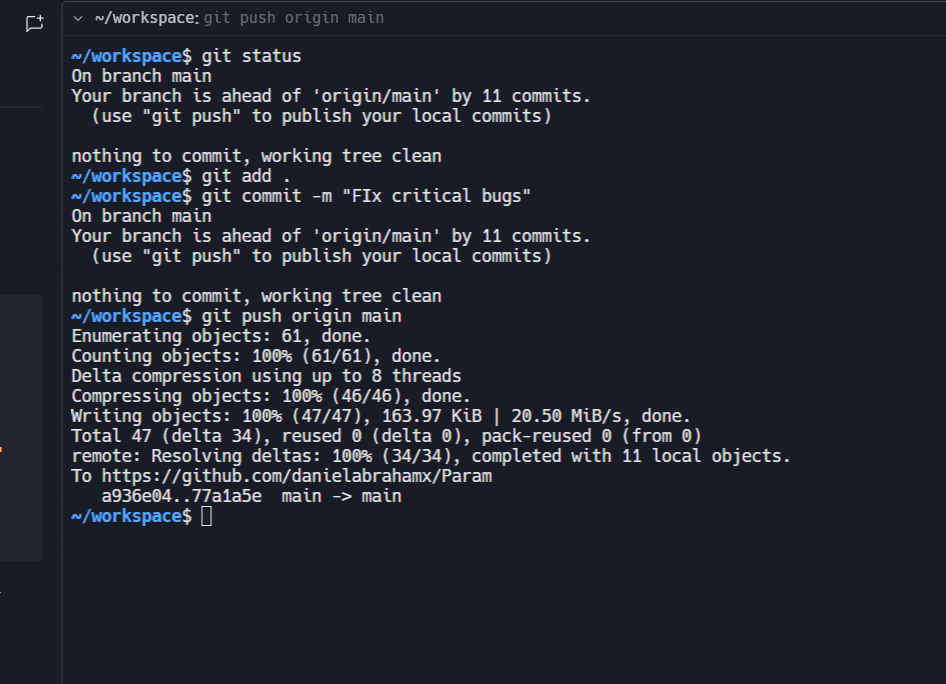 ~/workspace: git push origin main
~/workspace$ git status
On branch main
Your branch is ahead of 'origin/main' by 11 commits.
  (use "git push" to publish your local commits)

nothing to commit, working tree clean
~/workspace$ git add .
~/workspace$ git commit -m "FIx critical bugs"
On branch main
Your branch is ahead of 'origin/main' by 11 commits.
  (use "git push" to publish your local commits)

nothing to commit, working tree clean
~/workspace$ git push origin main
Enumerating objects: 61, done.
Counting objects: 100% (61/61), done.
Delta compression using up to 8 threads
Compressing objects: 100% (46/46), done.
Writing objects: 100% (47/47), 163.97 KiB | 20.50 MiB/s, done.
Total 47 (delta 34), reused 0 (delta 0), pack-reused 0 (from 0)
remote: Resolving deltas: 100% (34/34), completed with 11 local objects.
To https://github.com/danielabrahamx/Param
   a936e04..77a1a5e  main -> main
~/workspace$